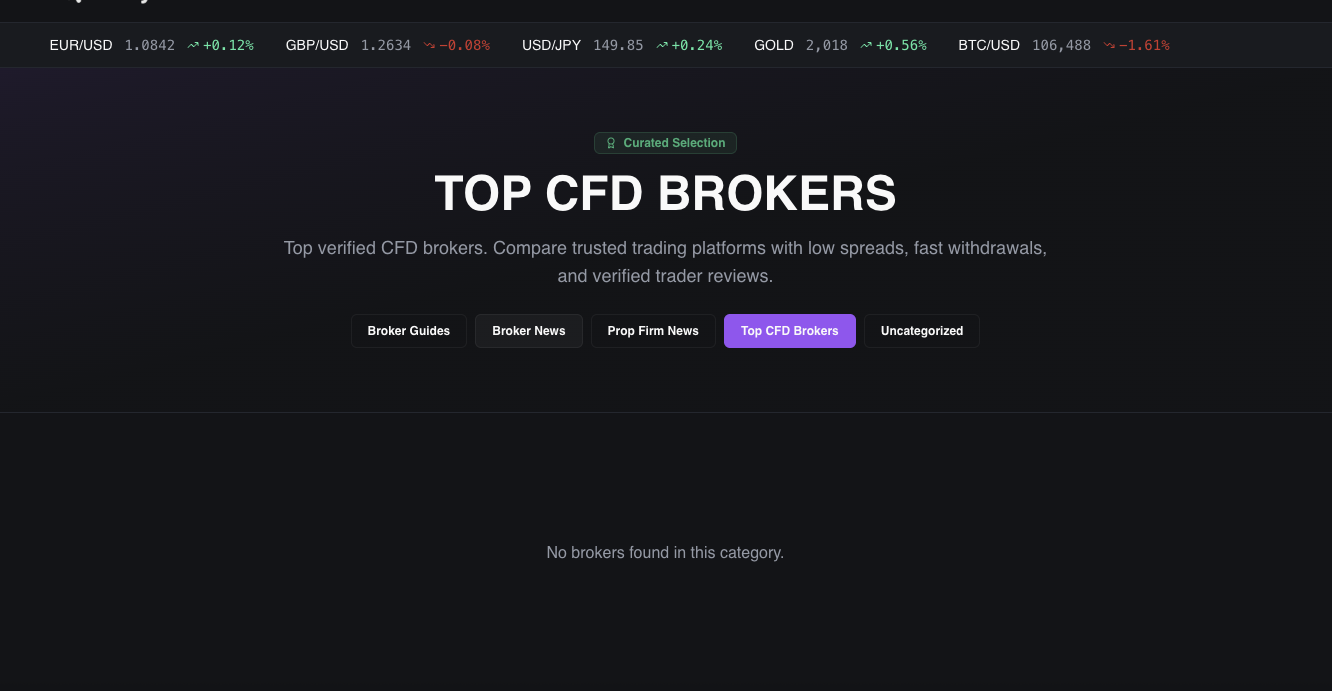 EUR/USD 1.0842 +0.12% GBP/USD 1.2634 −0.08% USD/JPY 149.85 +0.24% GOLD 2,018 +0.56% BTC/USD 106,488 −1.61%
Curated Selection
TOP CFD BROKERS
Top verified CFD brokers. Compare trusted trading platforms with low spreads, fast withdrawals,
and verified trader reviews.
Broker Guides Broker News Prop Firm News Top CFD Brokers Uncategorized
No brokers found in this category.